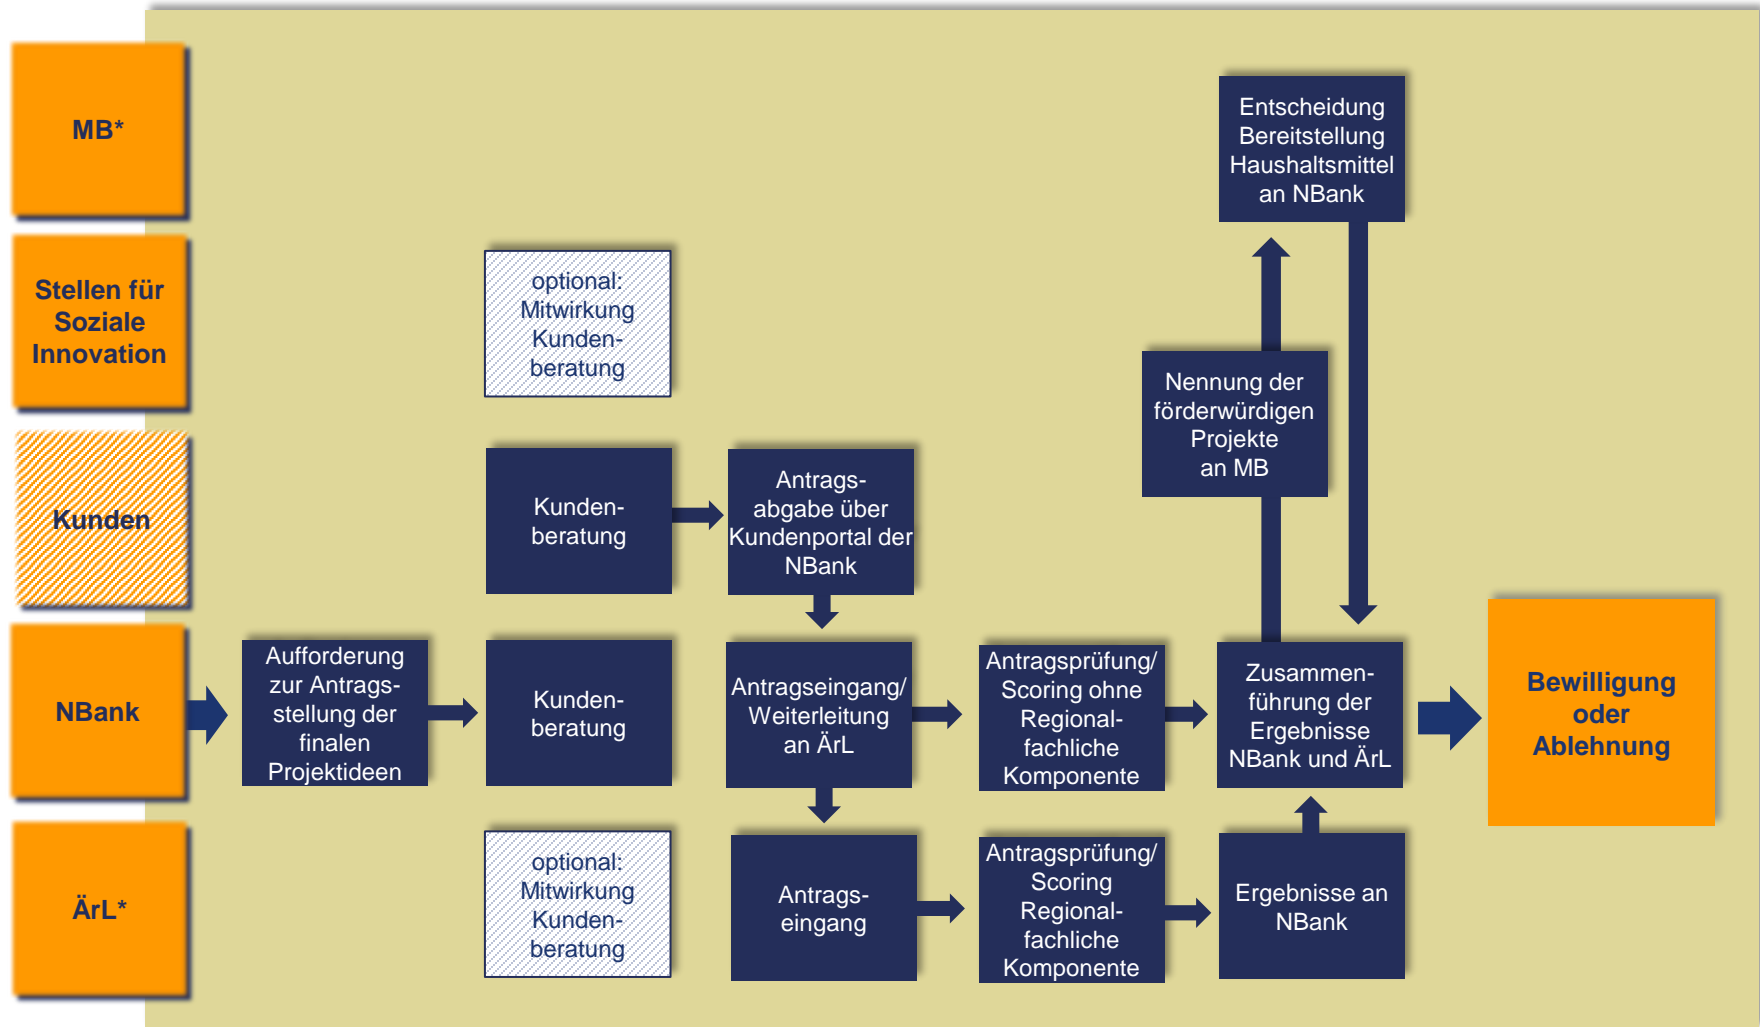 MB*
Entscheidung
Bereitstellung
Haushaltsmittel
an NBank
Stellen für
Soziale
Innovation
optional:
Mitwirkung
Kunden-
beratung
Nennung der
förderwürdigen
Projekte
an MB
Kunden
Kunden-
beratung
Antrags-
abgabe über
Kundenportal der
NBank
NBank
Aufforderung
zur Antrags-
stellung der
finalen
Projektideen
Kunden-
beratung
Antragseingang/
Weiterleitung
an ÄrL
Antragsprüfung/
Scoring ohne
Regional-
fachliche
Komponente
Zusammen-
führung der
Ergebnisse
NBank und ÄrL
Bewilligung
oder
Ablehnung
ÄrL*
optional:
Mitwirkung
Kunden-
beratung
Antrags-
eingang
Antragsprüfung/
Scoring
Regional-
fachliche
Komponente
Ergebnisse an
NBank